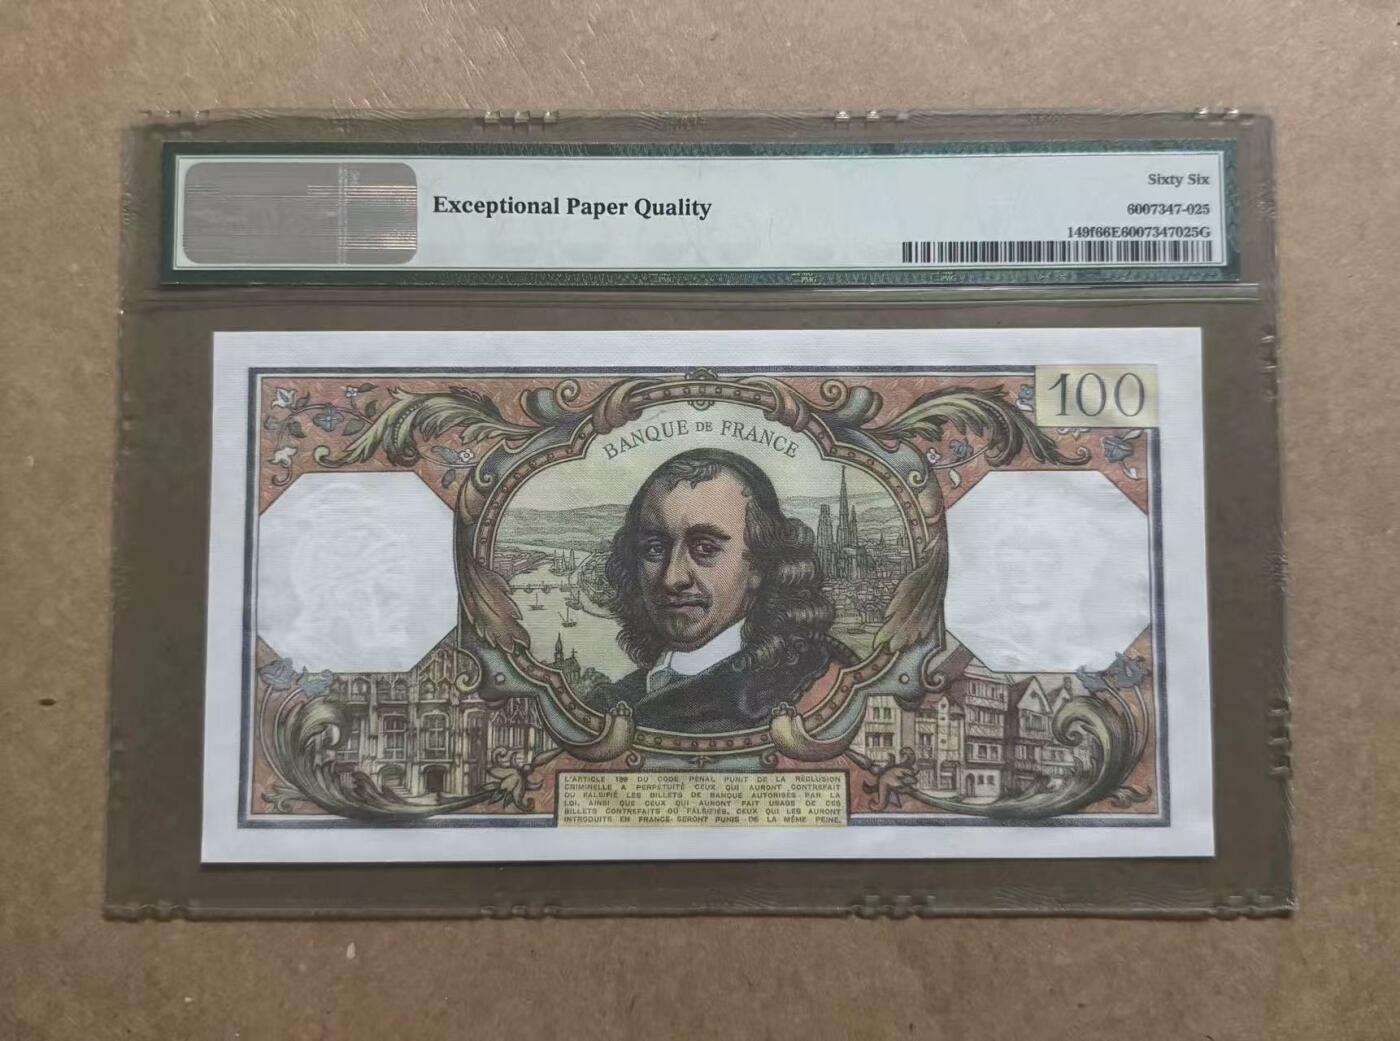 Exceptional Paper Quality
Sixty Six
6007347-025
149f66E6007347025G
100
BANQUE DE FRANCE
L'ARTICLE 139 DU CODE PÉNAL PUNIT DE LA RÉCLUSION
CRIMINELLE A PERPÉTUITÉ CEUX QUI AURONT CONTREFAIT
OU FALSIFIÉ LES BILLETS DE BANQUE AUTORISÉS PAR LA
LOI, AINSI QUE CEUX QUI AURONT FAIT USAGE DE CES
BILLETS CONTREFAITS OU FALSIFIÉS. CEUX QUI LES AURONT
INTRODUITS EN FRANCE SERONT PUNIS DE LA MÊME PEINE.